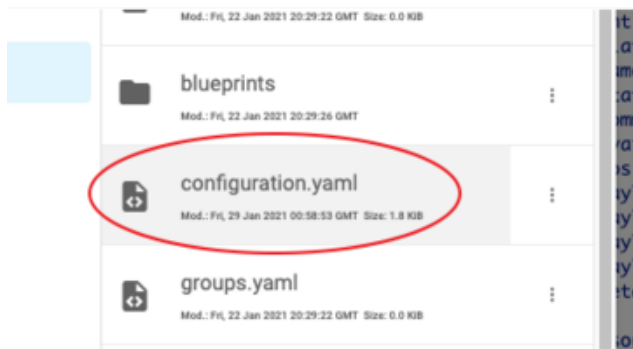 Mod.: Fri, 22 Jan 2021 20:29:22 GMT Size: 0.0 KiB
blueprints
Mod.: Fri, 22 Jan 2021 20:29:26 GMT
configuration.yaml
Mod.: Fri, 29 Jan 2021 00:58:53 GMT Size: 1.8 KiB
groups.yaml
Mod.: Fri, 22 Jan 2021 20:29:22 GMT Size: 0.0 KiB